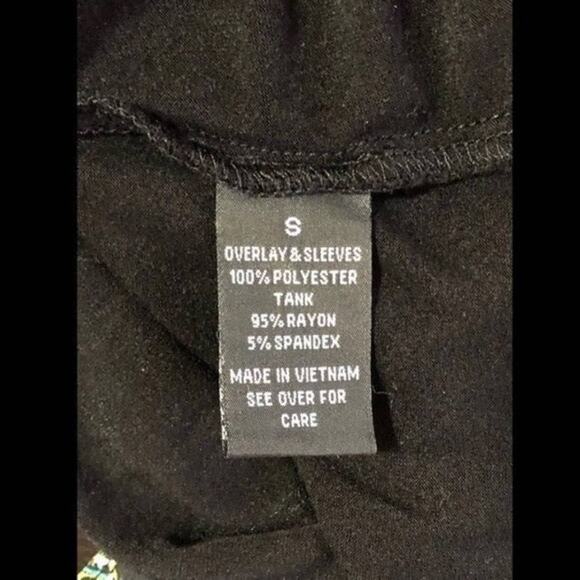 S
OVERLAY & SLEEVES
100% POLYESTER
TANK
95% RAYON
5% SPANDEX
MADE IN VIETNAM
SEE OVER FOR
CARE